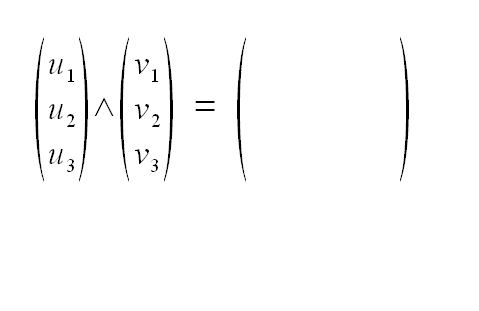 (u₁) ∧ (v₁) = ( )
(u₂) (v₂)
(u₃) (v₃)